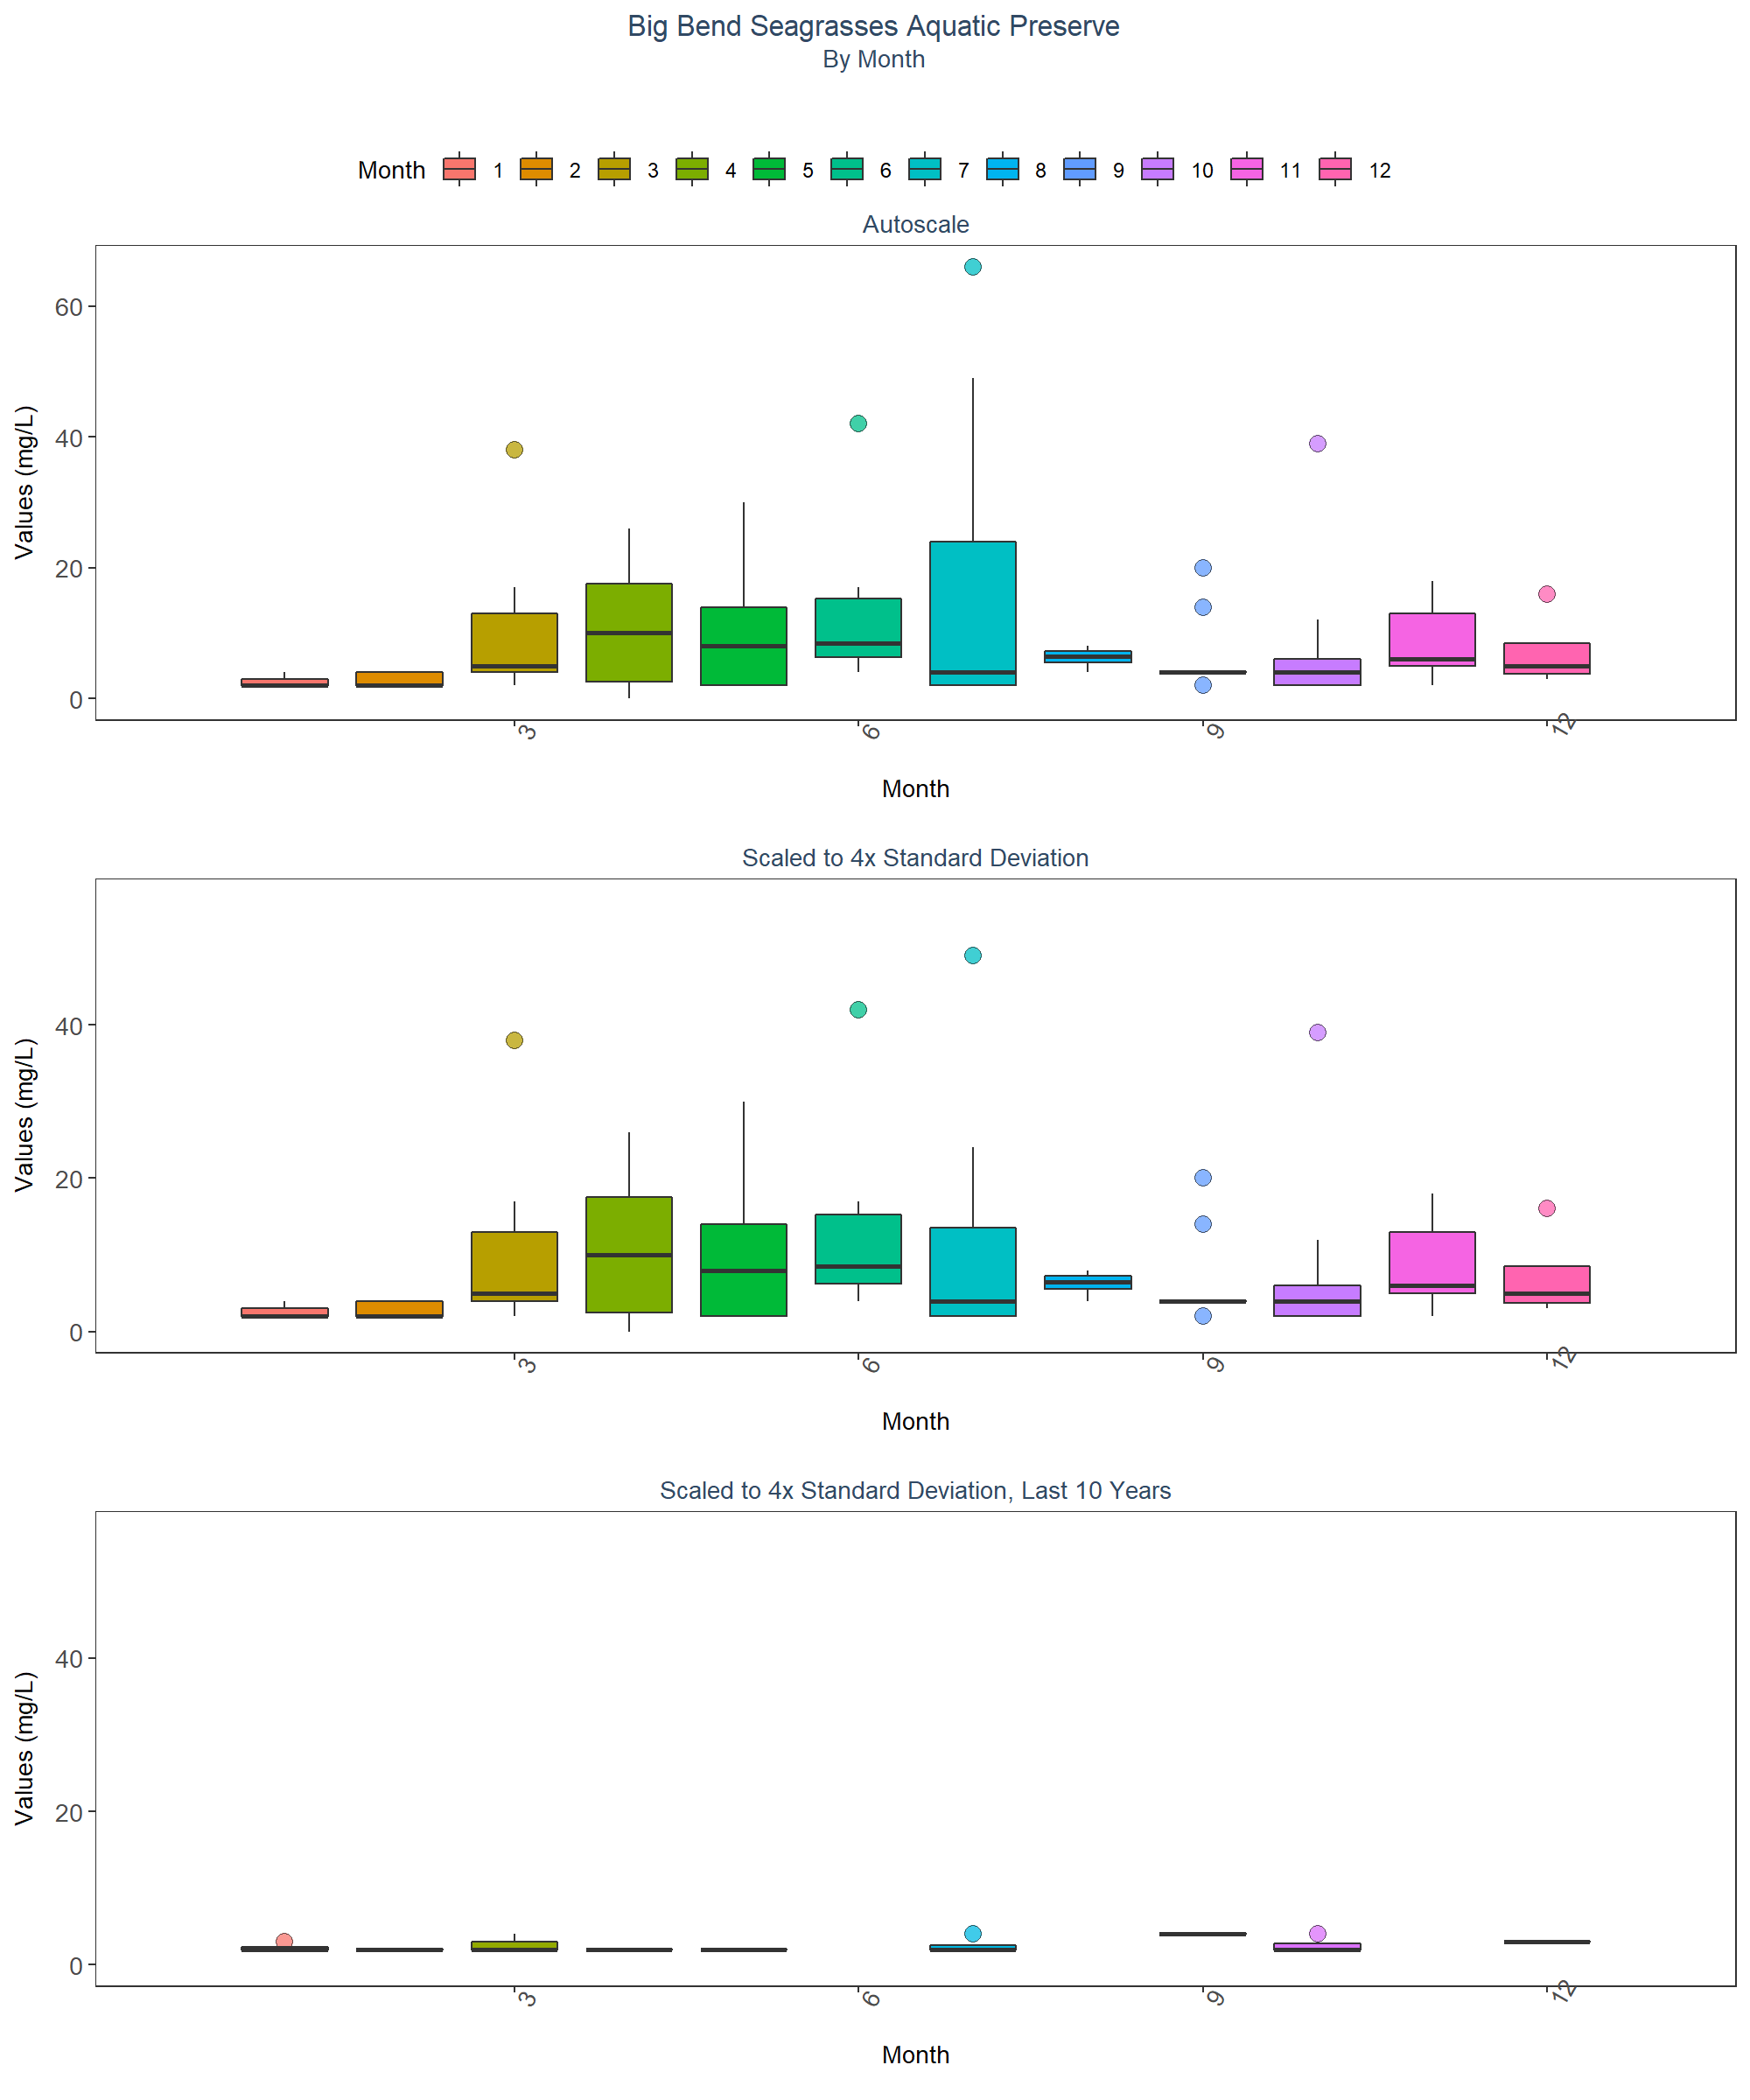 Big Bend Seagrasses Aquatic Preserve
By Month
Month 1 2 3 4 5 6 7 8 9 10 11 12
Autoscale
Values (mg/L)
60
40
20
0
3 6 9 12
Month
Scaled to 4x Standard Deviation
Values (mg/L)
40
20
0
3 6 9 12
Month
Scaled to 4x Standard Deviation, Last 10 Years
Values (mg/L)
40
20
0
3 6 9 12
Month